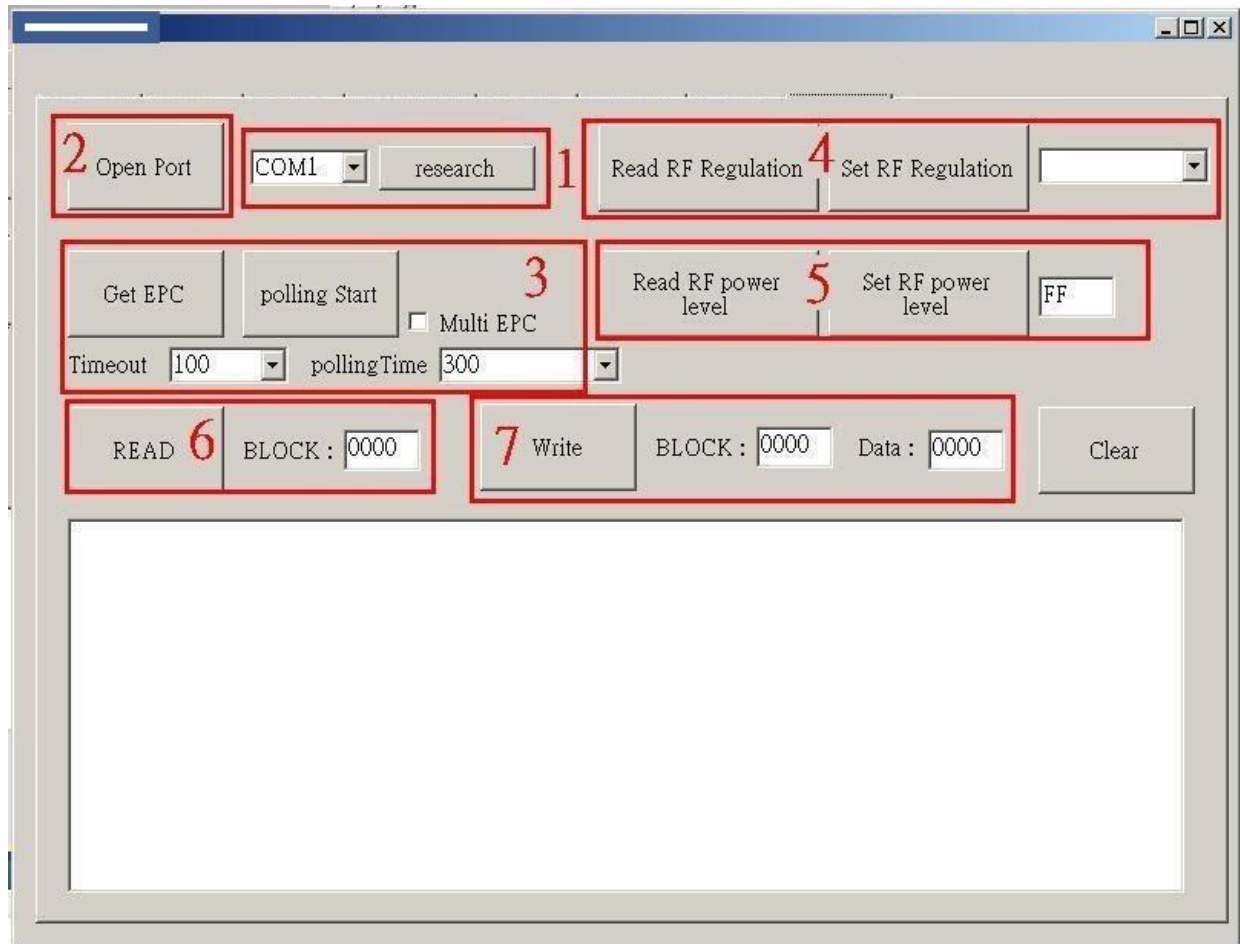 2 Open Port COM1 research 1 Read RF Regulation 4 Set RF Regulation
Get EPC polling Start 3 Read RF power 5 Set RF power FF
level level
Multi EPC
Timeout 100 pollingTime 300
READ 6 BLOCK : 0000 7 Write BLOCK : 0000 Data : 0000 Clear